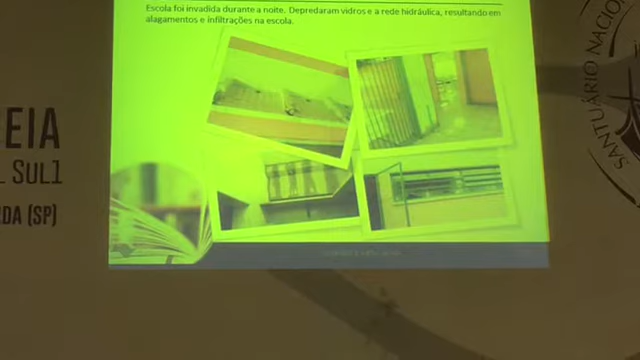 Escola foi invadida durante a noite. Depredaram vidros e a rede hidráulica, resultando em
alagamentos e infiltrações na escola.
EIA
SUL1
DA (SP)
SANTUÁRIO NACIO